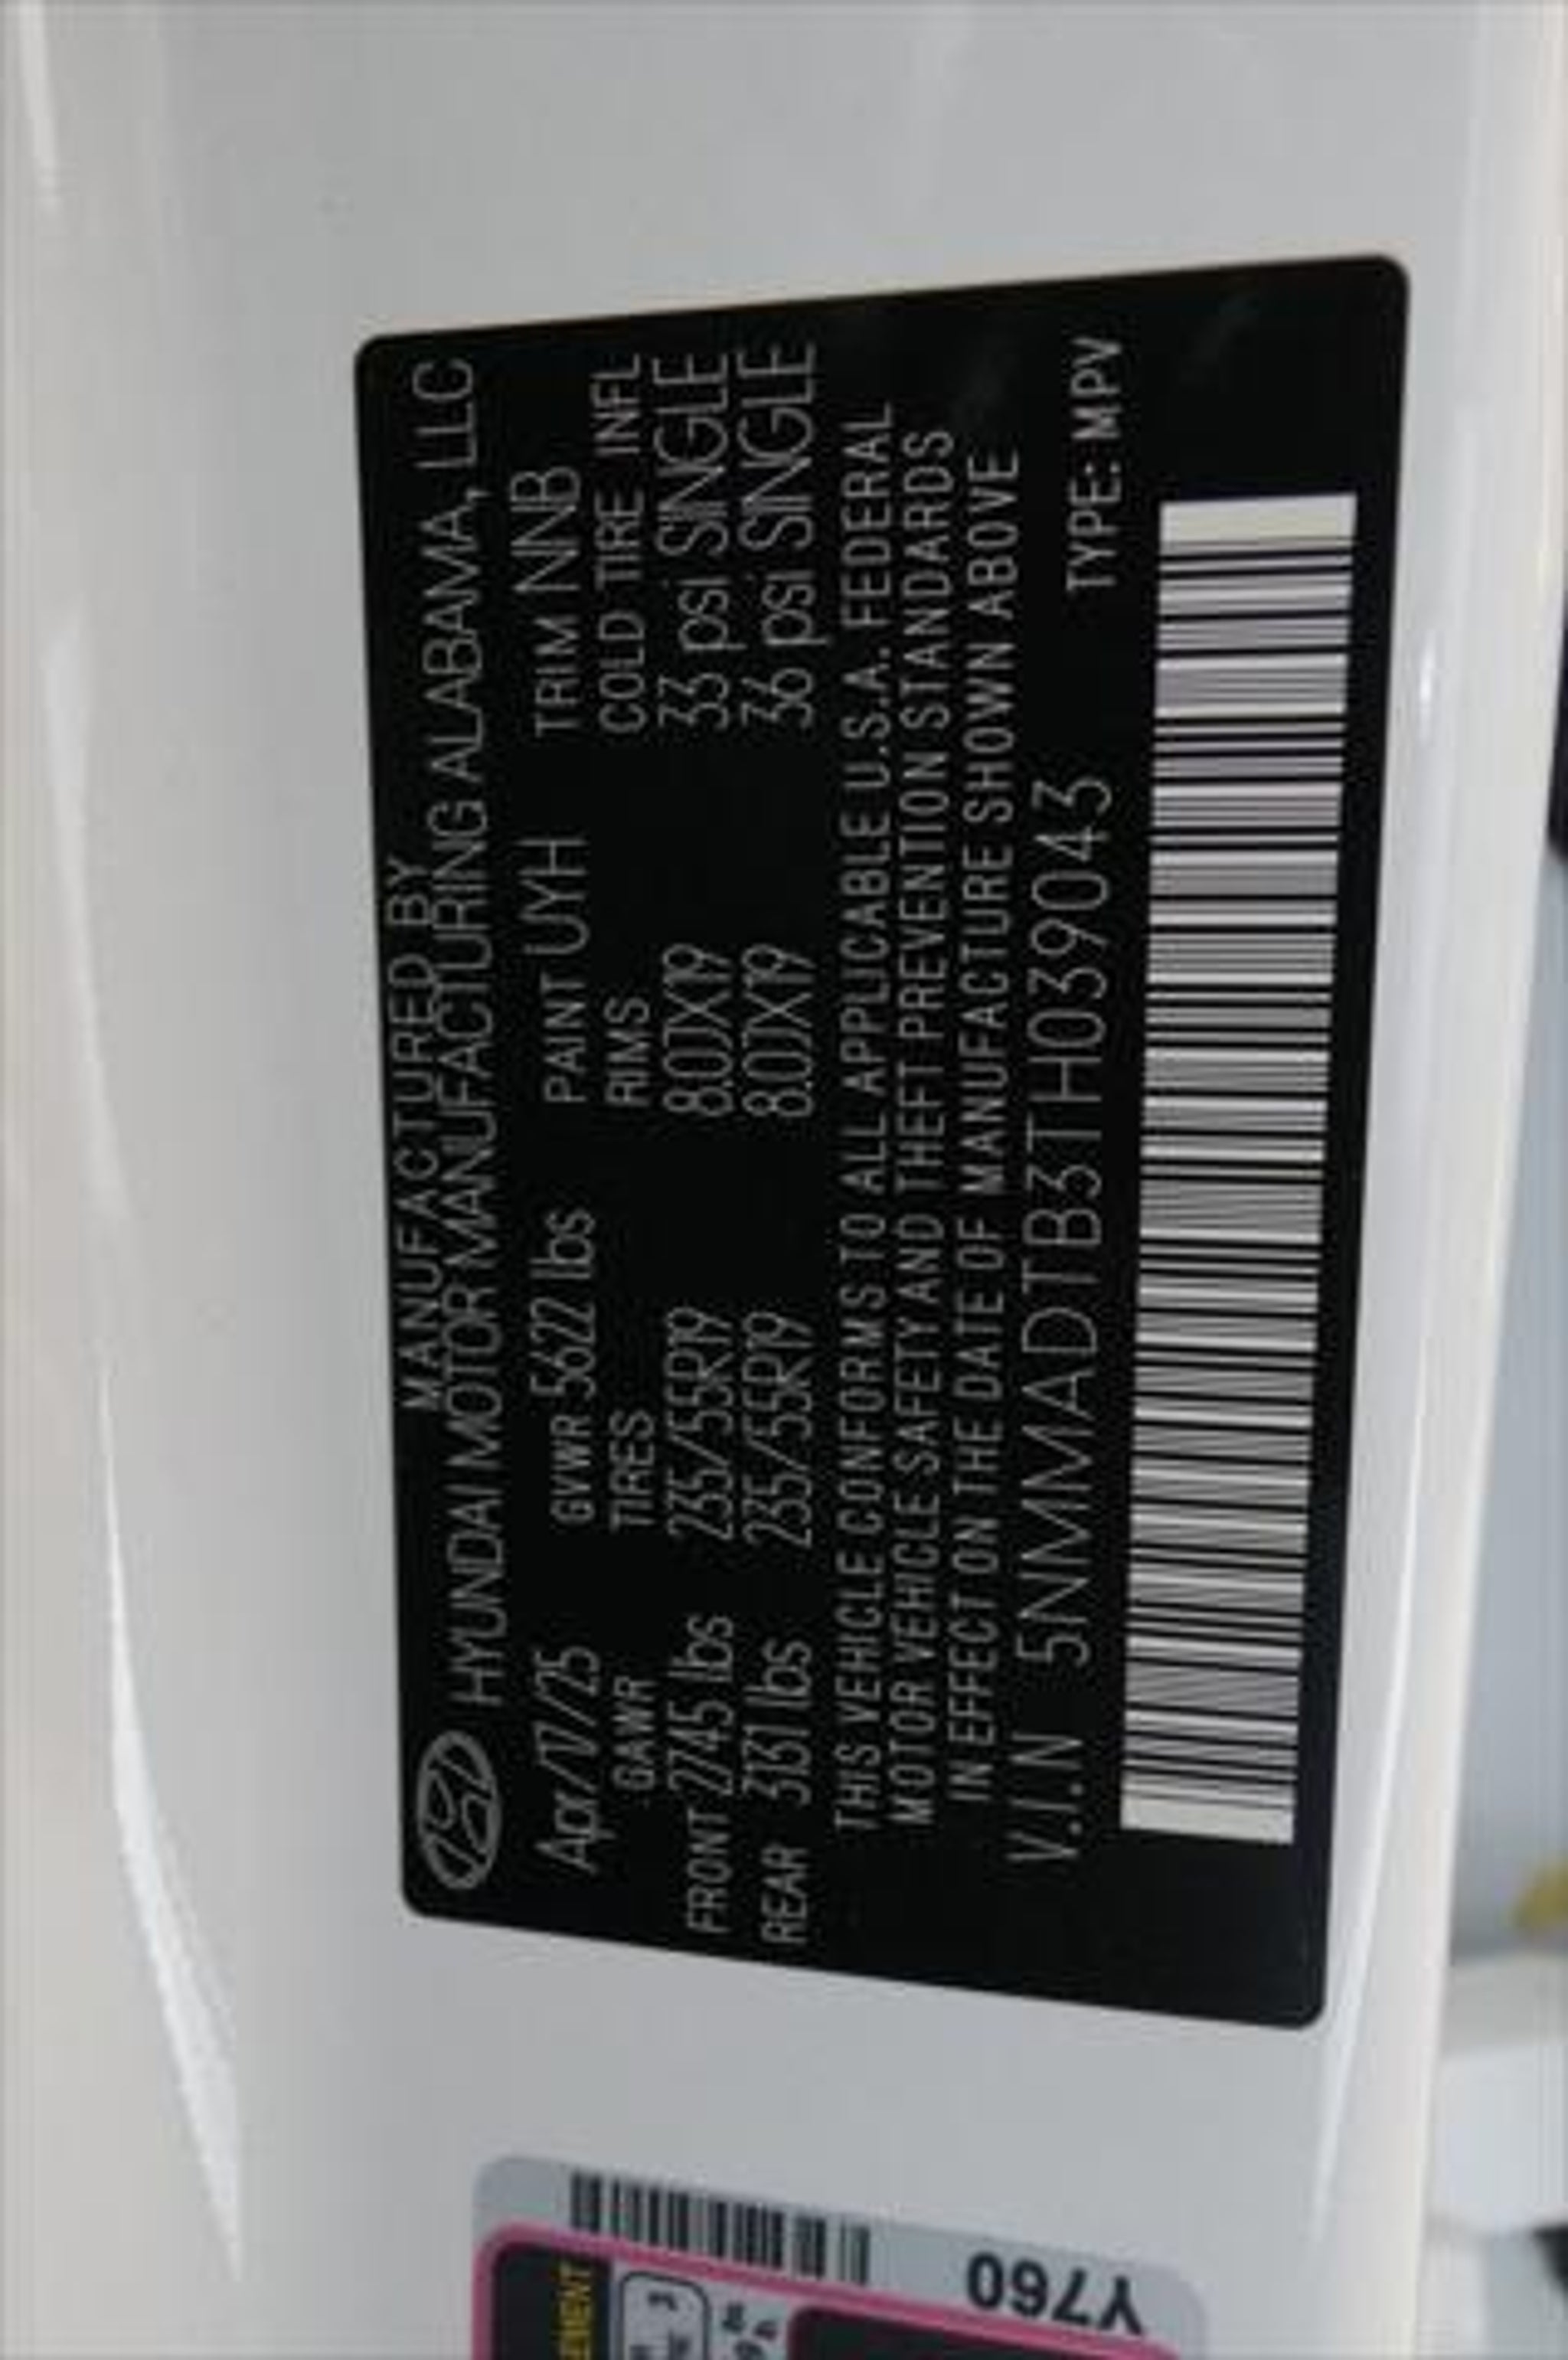 MANUFACTURED BY
HYUNDAI MOTOR MANUFACTURING ALABAMA, LLC
Apr/17/25 GVWR 5622 lbs PAINT UYH TRIM NNB
GAWR TIRES RIMS COLD TIRE INFL
FRONT 2745 lbs 235/55R19 8.0JX19 33 psi SINGLE
REAR 3131 lbs 235/55R19 8.0JX19 36 psi SINGLE
THIS VEHICLE CONFORMS TO ALL APPLICABLE U.S.A. FEDERAL
MOTOR VEHICLE SAFETY AND THEFT PREVENTION STANDARDS
IN EFFECT ON THE DATE OF MANUFACTURE SHOWN ABOVE
V.I.N 5NMMADTB3TH039043 TYPE: MPV
Y760